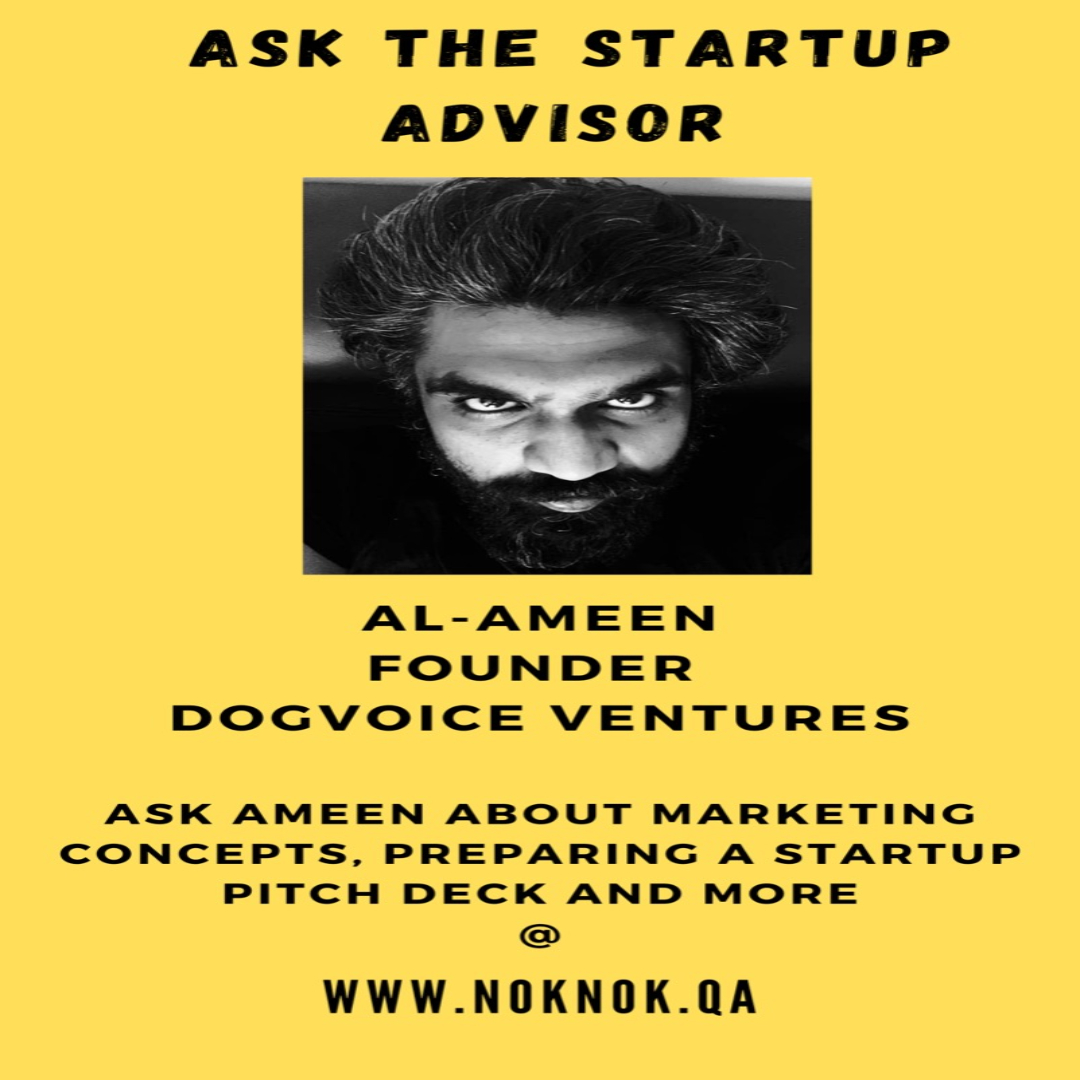 ASK THE STARTUP
ADVISOR
AL-AMEEN
FOUNDER
DOGVOICE VENTURES
ASK AMEEN ABOUT MARKETING
CONCEPTS, PREPARING A STARTUP
PITCH DECK AND MORE
@
WWW.NOKNOK.QA